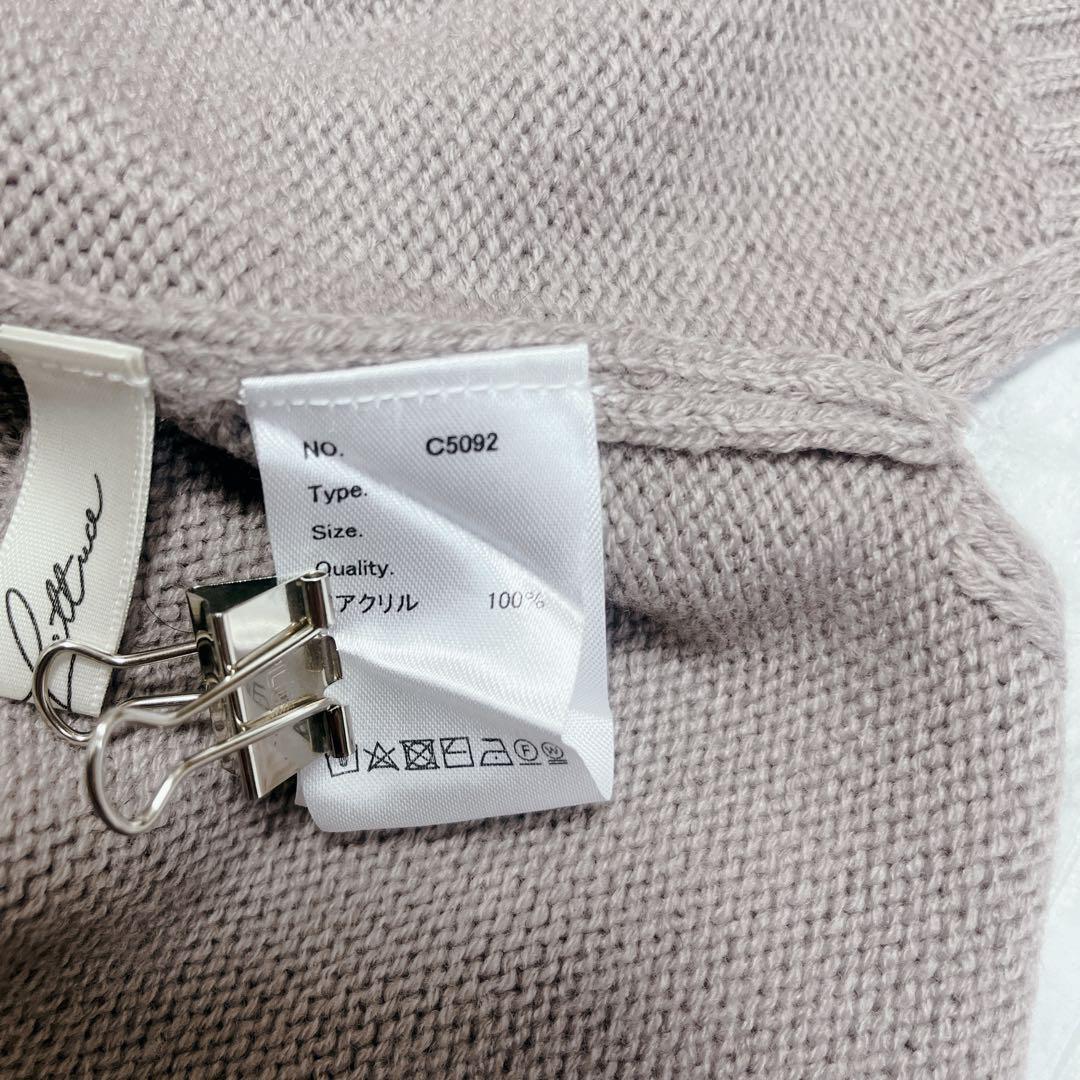 NO. C5092
Type.
Size.
Quality.
アクリル 100%
F W